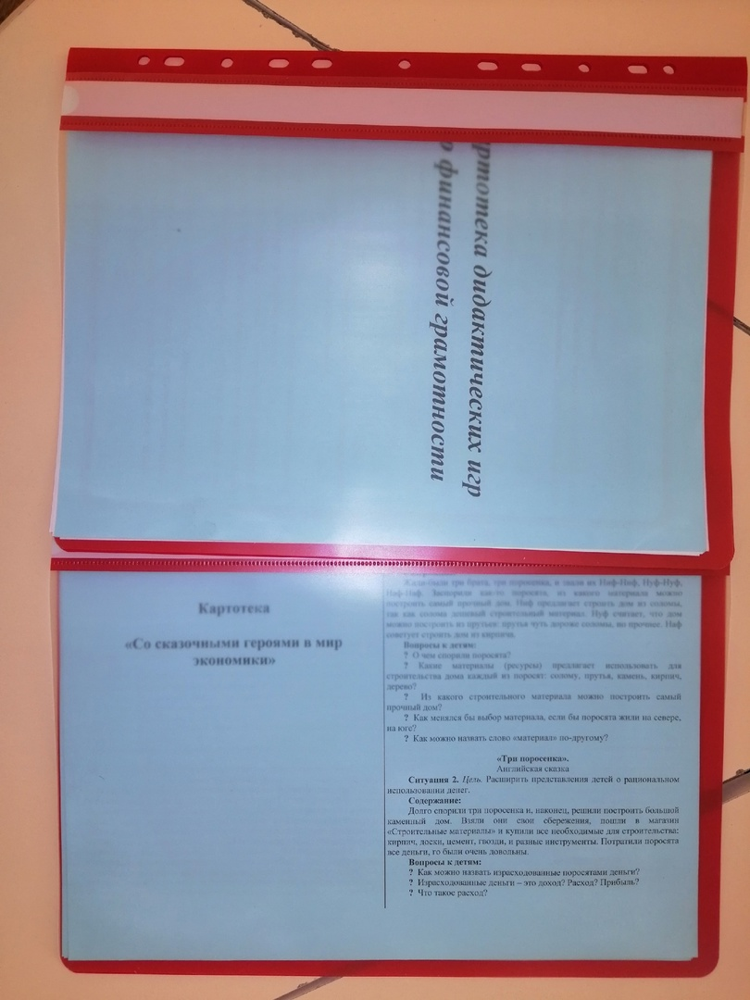 ртотека дидактических игр
о финансовой грамотности
Картотека
«Со сказочными героями в мир
экономики»
Жили-были три брата, три поросенка, и звали их Ниф-Ниф, Нуф-Нуф,
Наф-Наф. Заспорили как-то поросята, из какого материала можно
построить самый прочный дом. Ниф предлагает строить дом из соломы,
так как солома дешевый строительный материал. Нуф считает, что дом
можно построить из прутьев: прутья чуть дороже соломы, но прочнее. Наф
советует строить дом из кирпича.
Вопросы к детям:
? О чем спорили поросята?
? Какие материалы (ресурсы) предлагает использовать для
строительства дома каждый из поросят: солому, прутья, камень, кирпич,
дерево?
? Из какого строительного материала можно построить самый
прочный дом?
? Как менялся бы выбор материала, если бы поросята жили на севере,
на юге?
? Как можно назвать слово «материал» по-другому?
«Три поросенка».
Английская сказка
Ситуация 2. Цель. Расширить представления детей о рациональном
использовании денег.
Содержание:
Долго спорили три поросенка и, наконец, решили построить большой
каменный дом. Взяли они свои сбережения, пошли в магазин
«Строительные материалы» и купили все необходимые для строительства:
кирпич, доски, цемент, гвозди, и разные инструменты. Потратили поросята
все деньги, го были очень довольны.
Вопросы к детям:
? Как можно назвать израсходованные поросятами деньги?
? Израсходованные деньги – это доход? Расход? Прибыль?
? Что такое расход?